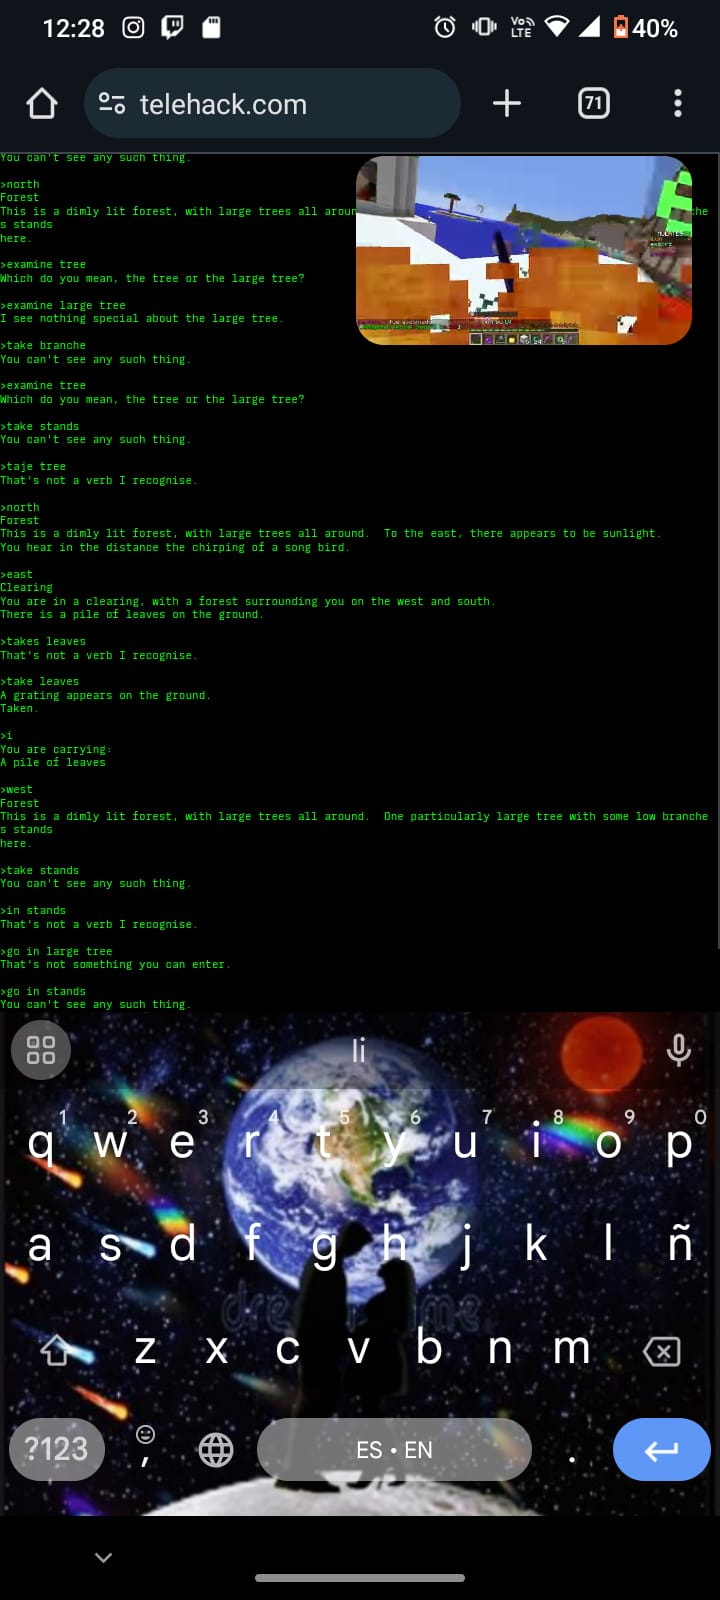 12:28
Vo)) LTE
40%
telehack.com
71
You can't see any such thing.
>north
Forest
This is a dimly lit forest, with large trees all aroun
he
s stands
here.
>examine tree
Which do you mean, the tree or the large tree?
>examine large tree
I see nothing special about the large tree.
>take branche
You can't see any such thing.
>examine tree
Which do you mean, the tree or the large tree?
>take stands
You can't see any such thing.
>taje tree
That's not a verb I recognise.
>north
Forest
This is a dimly lit forest, with large trees all around.  To the east, there appears to be sunlight.
You hear in the distance the chirping of a song bird.
>east
Clearing
You are in a clearing, with a forest surrounding you on the west and south.
There is a pile of leaves on the ground.
>takes leaves
That's not a verb I recognise.
>take leaves
A grating appears on the ground.
Taken.
>i
You are carrying:
A pile of leaves
>west
Forest
This is a dimly lit forest, with large trees all around.  One particularly large tree with some low branche
s stands
here.
>take stands
You can't see any such thing.
>in stands
That's not a verb I recognise.
>go in large tree
That's not something you can enter.
>go in stands
You can't see any such thing.
li
1 2 3 4 5 6 7 8 9 0
q w e r t y u i o p
a s d f g h j k l ñ
z x c v b n m
?123 , ES • EN .